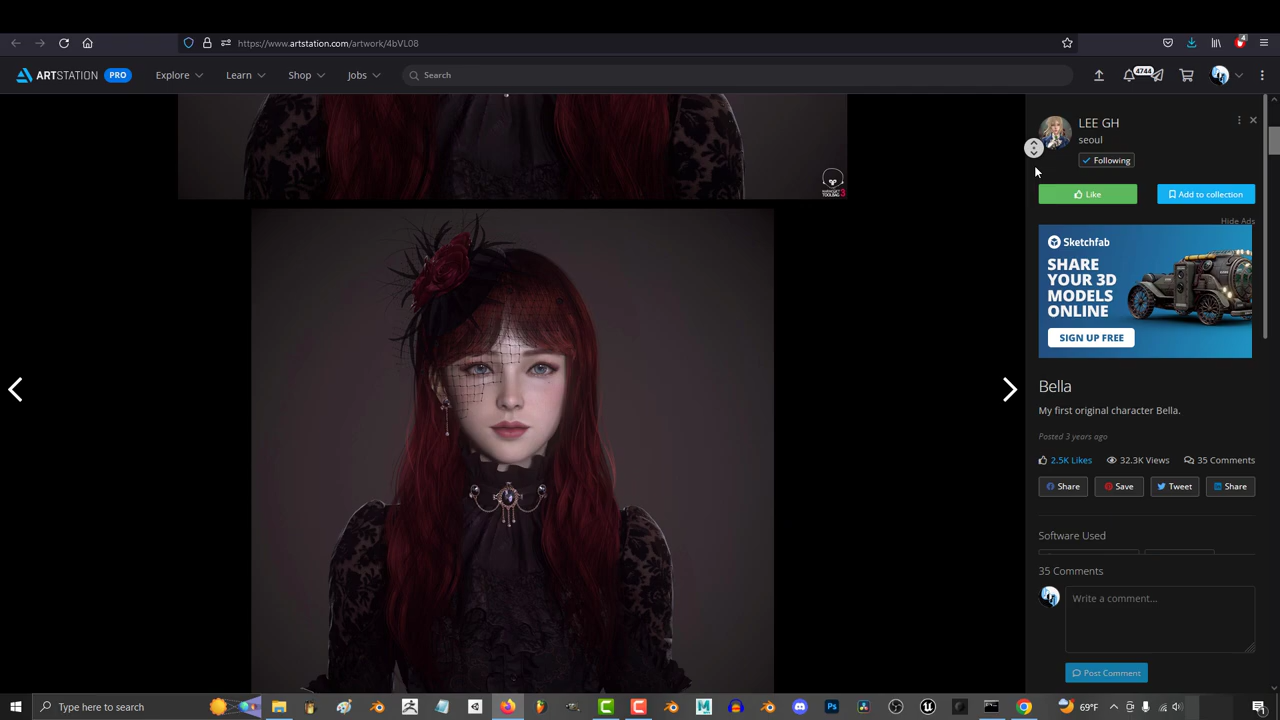 https://www.artstation.com/artwork/4bVL08
4
ARTSTATION PRO Explore Learn Shop Jobs Search 4744
LEE GH
seoul
Following
Like Add to collection
Hide Ads
Sketchfab
SHARE
YOUR 3D
MODELS
ONLINE
SIGN UP FREE
Bella
My first original character Bella.
Posted 3 years ago
2.5K Likes 32.3K Views 35 Comments
Share Save Tweet Share
Software Used
35 Comments
Write a comment...
Post Comment
Type here to search
69°F